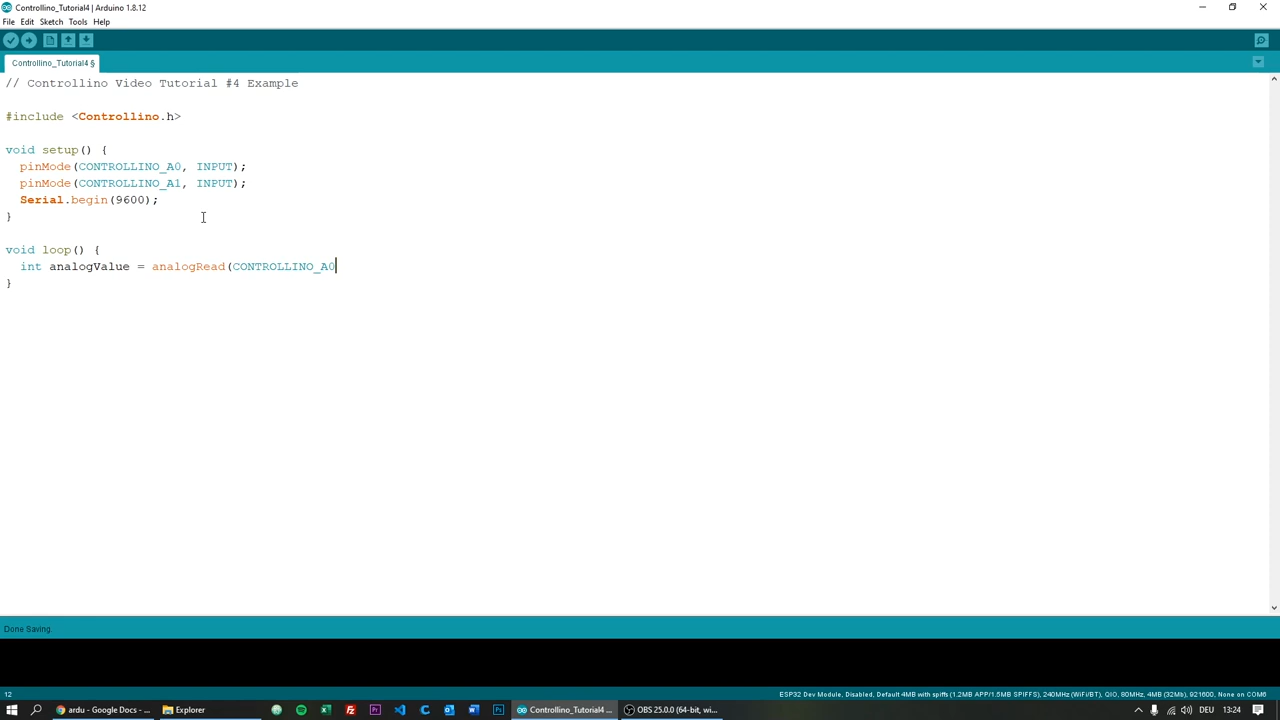 Controllino_Tutorial4 | Arduino 1.8.12
File Edit Sketch Tools Help
Controllino_Tutorial4 §
// Controllino Video Tutorial #4 Example
#include <Controllino.h>
void setup() {
  pinMode(CONTROLLINO_A0, INPUT);
  pinMode(CONTROLLINO_A1, INPUT);
  Serial.begin(9600);
}
void loop() {
  int analogValue = analogRead(CONTROLLINO_A0
}
Done Saving.
12 ESP32 Dev Module, Disabled, Default 4MB with spiffs (1.2MB APP/1.5MB SPIFFS), 240MHz (WiFi/BT), QIO, 80MHz, 4MB (32Mb), 921600, None on COM6
ardu - Google Docs - ... Explorer Controllino_Tutorial4 ... OBS 25.0.0 (64-bit, wi... DEU 13:24